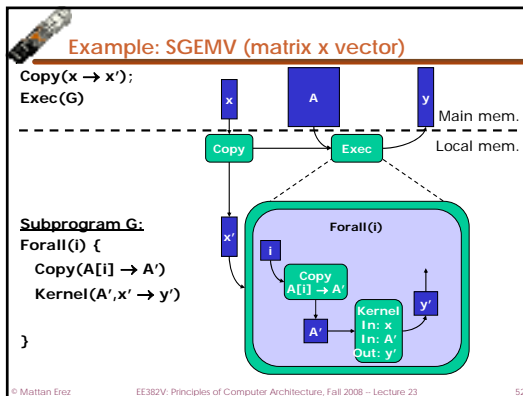 Example: SGEMV (matrix x vector)
Copy(x → x');
Exec(G)
x
A
y
Main mem.
Local mem.
Copy
Exec
Subprogram G:
Forall(i) {
Copy(A[i] → A')
Kernel(A',x' → y')
}
x'
Forall(i)
i
Copy
A[i] → A'
A'
Kernel
In: x
In: A'
Out: y'
y'
© Mattan Erez
EE382V: Principles of Computer Architecture, Fall 2008 -- Lecture 23
52